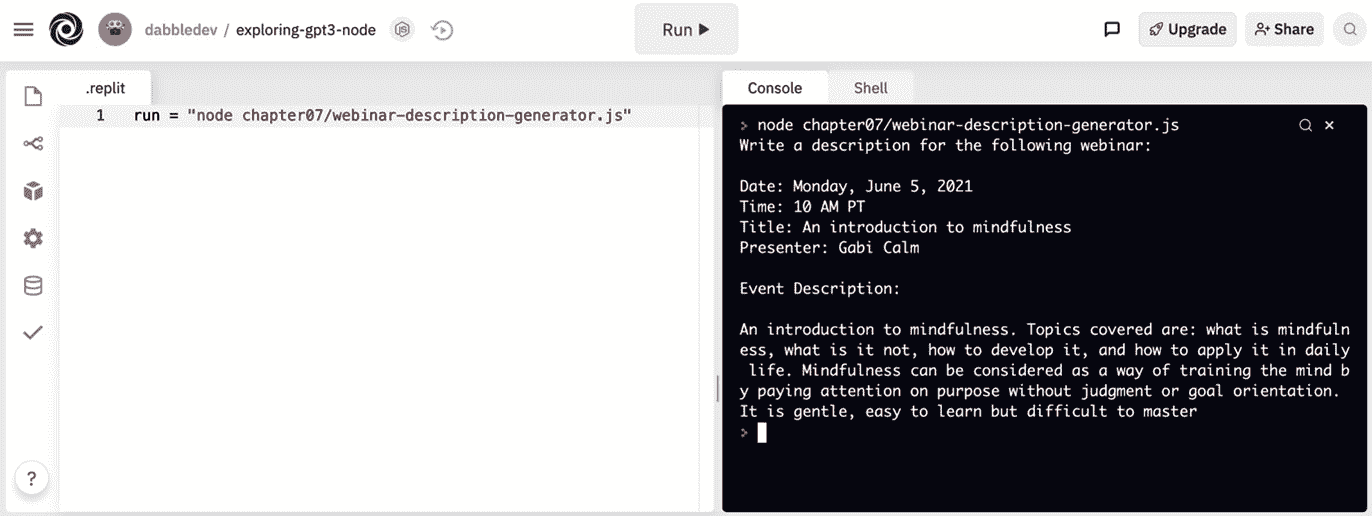 dabbledev / exploring-gpt3-node
Run
Upgrade
Share
.replit
1 run = "node chapter07/webinar-description-generator.js"
?
Console
Shell
> node chapter07/webinar-description-generator.js
Write a description for the following webinar:
Date: Monday, June 5, 2021
Time: 10 AM PT
Title: An introduction to mindfulness
Presenter: Gabi Calm
Event Description:
An introduction to mindfulness. Topics covered are: what is mindfuln
ess, what is it not, how to develop it, and how to apply it in daily
life. Mindfulness can be considered as a way of training the mind b
y paying attention on purpose without judgment or goal orientation.
It is gentle, easy to learn but difficult to master
>